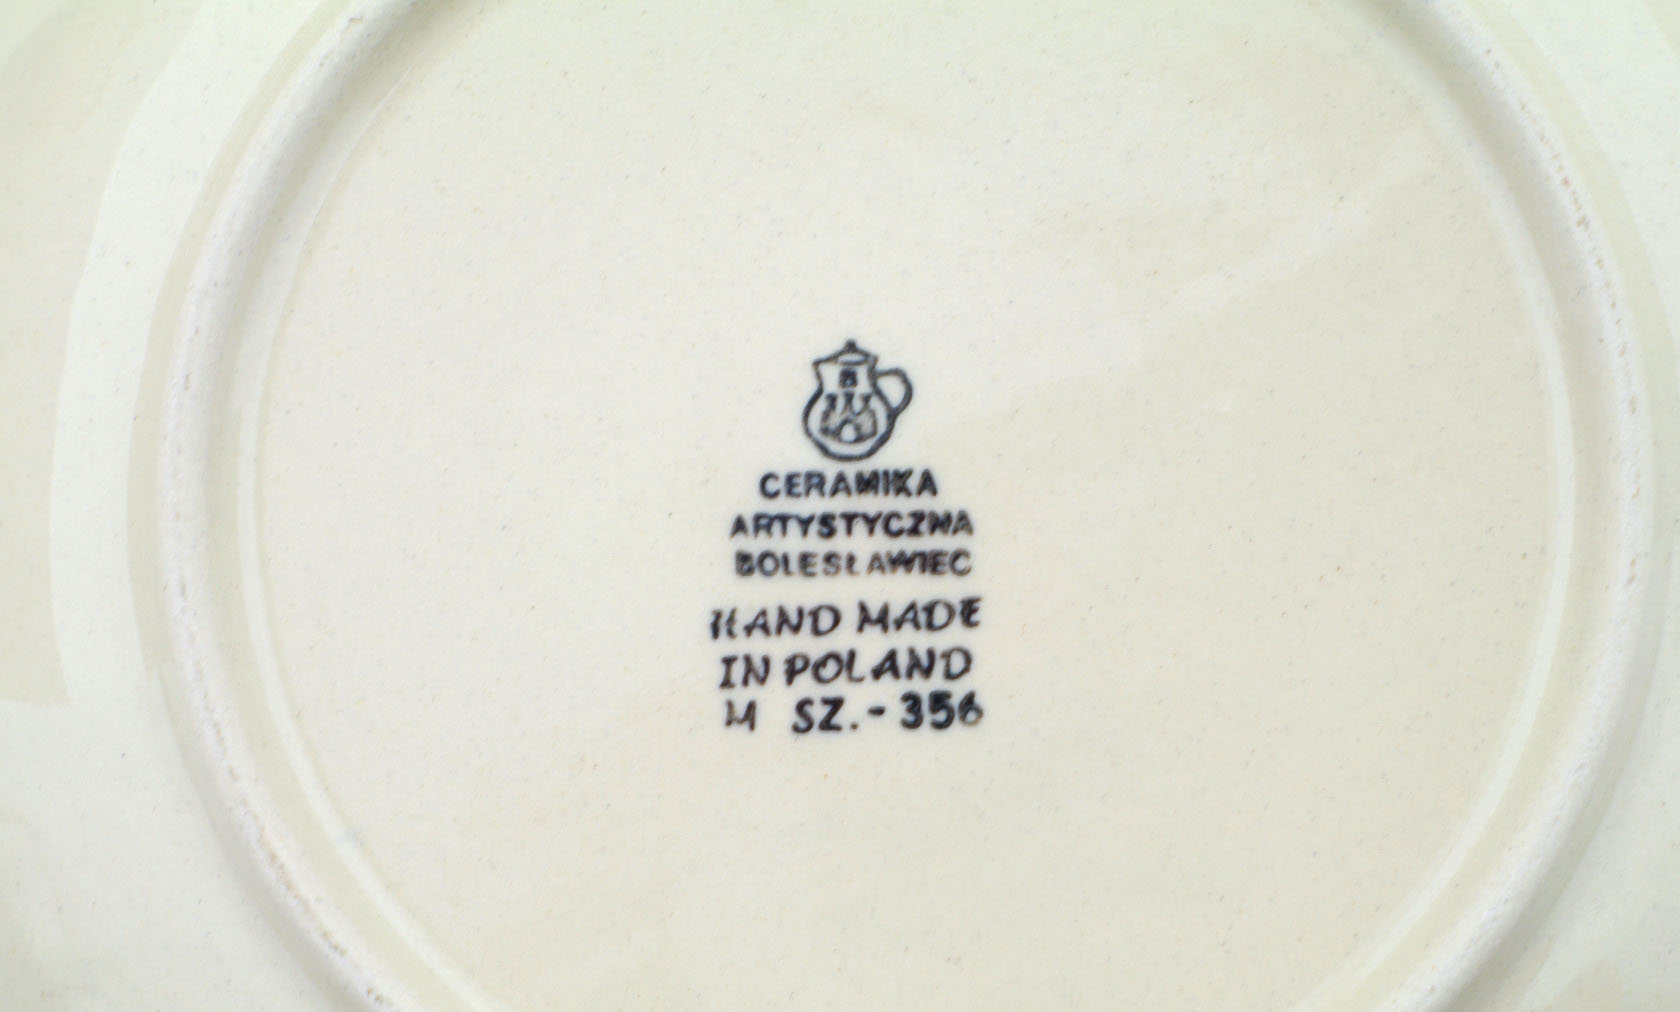 B
CERAMIKA
ARTYSTYCZNA
BOLESŁAWIEC
HAND MADE
IN POLAND
M SZ.-356